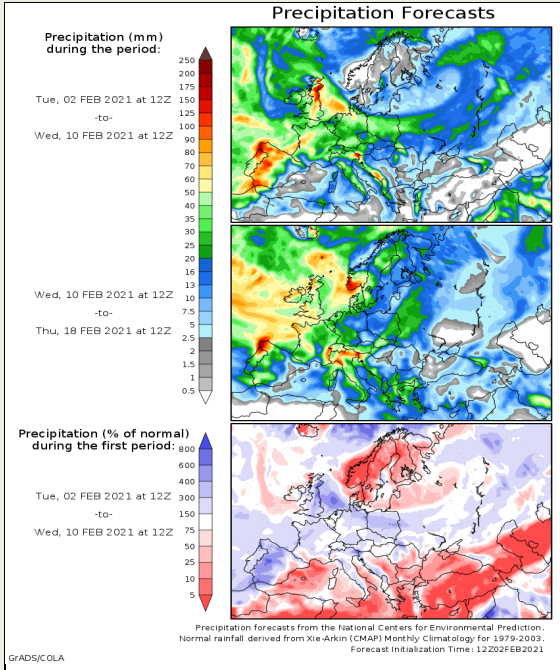 Precipitation Forecasts
Precipitation (mm)
during the period:
250
200
175
150
125
100
90
80
70
60
50
40
35
30
25
20
16
13
10
7.5
5
2.5
2
1.5
1
0.5
Tue, 02 FEB 2021 at 12Z
-to-
Wed, 10 FEB 2021 at 12Z
Wed, 10 FEB 2021 at 12Z
-to-
Thu, 18 FEB 2021 at 12Z
Precipitation (% of normal)
during the first period:
800
600
400
300
150
75
50
25
10
5
Tue, 02 FEB 2021 at 12Z
-to-
Wed, 10 FEB 2021 at 12Z
Precipitation forecasts from the National Centers for Environmental Prediction.
Normal rainfall derived from Xie-Arkin (CMAP) Monthly Climatology for 1979-2003.
Forecast Initialization Time: 12Z02FEB2021
GrADS/COLA